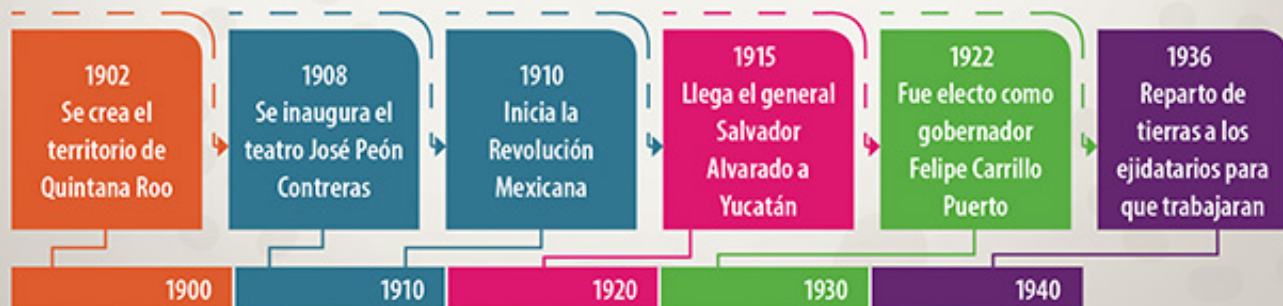 1902
Se crea el
territorio de
Quintana Roo
1908
Se inaugura el
teatro José Peón
Contreras
1910
Inicia la
Revolución
Mexicana
1915
Llega el general
Salvador
Alvarado a
Yucatán
1922
Fue electo como
gobernador
Felipe Carrillo
Puerto
1936
Reparto de
tierras a los
ejidatarios para
que trabajaran
1900
1910
1920
1930
1940